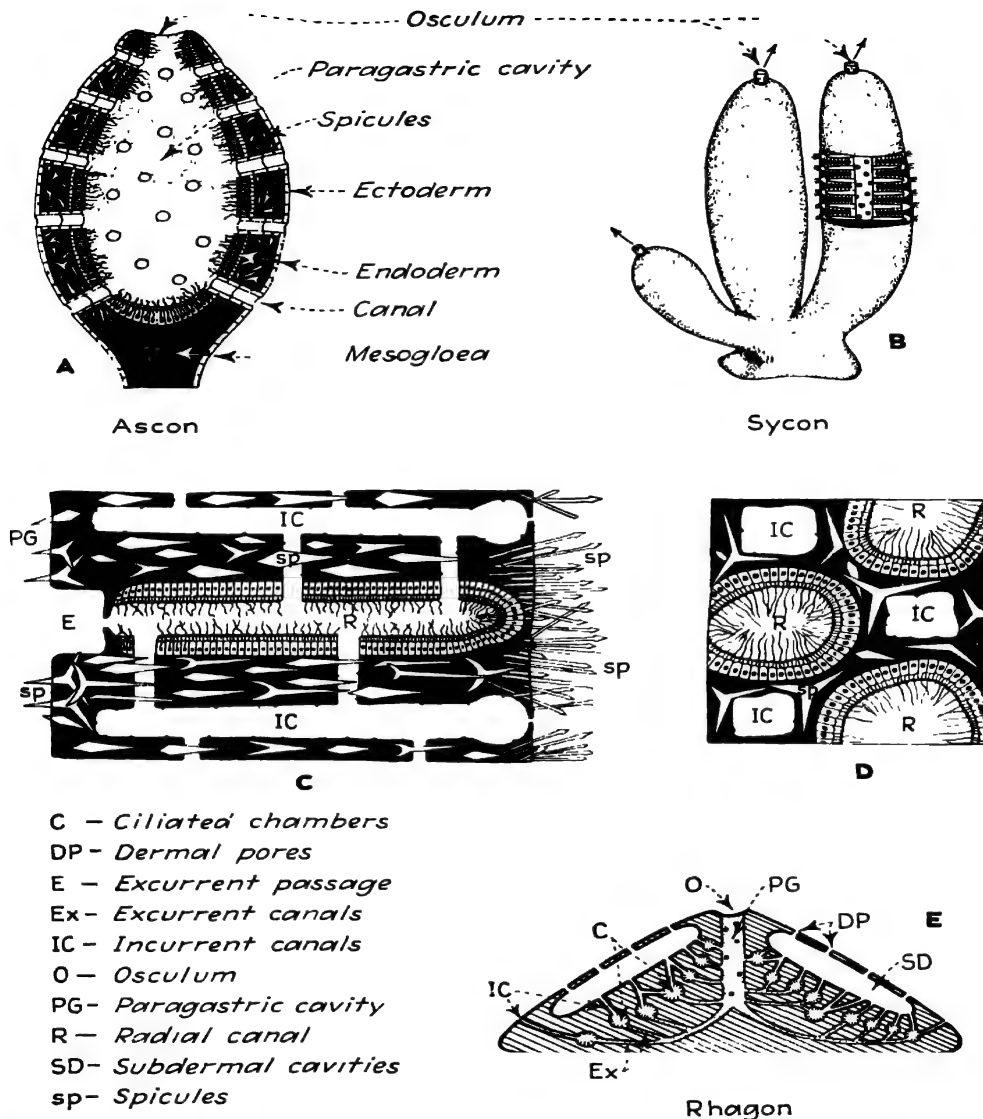 Osculum
Paragastric cavity
Spicules
Ectoderm
Endoderm
Canal
Mesogloea
A
B
Ascon
Sycon
PG
IC
sp
sp
E
R
sp
sp
IC
C
IC
R
R
IC
sp
IC
R
D
C – Ciliated chambers
DP – Dermal pores
E – Excurrent passage
Ex – Excurrent canals
IC – Incurrent canals
O – Osculum
PG – Paragastric cavity
R – Radial canal
SD – Subdermal cavities
sp – Spicules
O
PG
DP
E
C
SD
IC
Ex
Rhagon